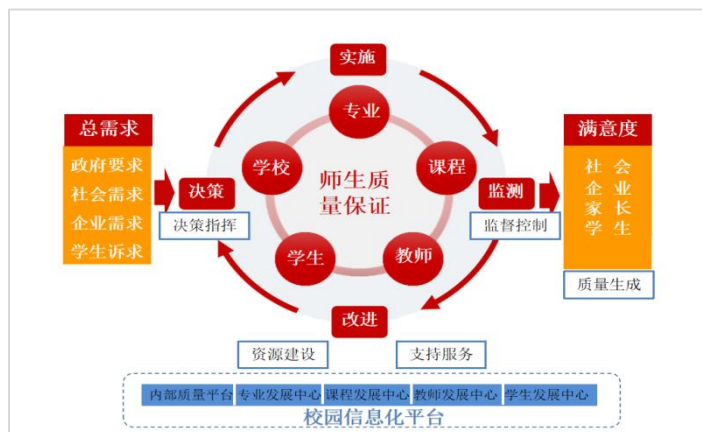 实施
专业
总需求
政府要求
社会需求
企业需求
学生诉求
学校
课程
决策
决策指挥
师生质
量保证
监测
监督控制
满意度
社 会
企 业
家 长
学 生
质量生成
学生
教师
改进
资源建设
支持服务
内部质量平台 专业发展中心 课程发展中心 教师发展中心 学生发展中心
校园信息化平台